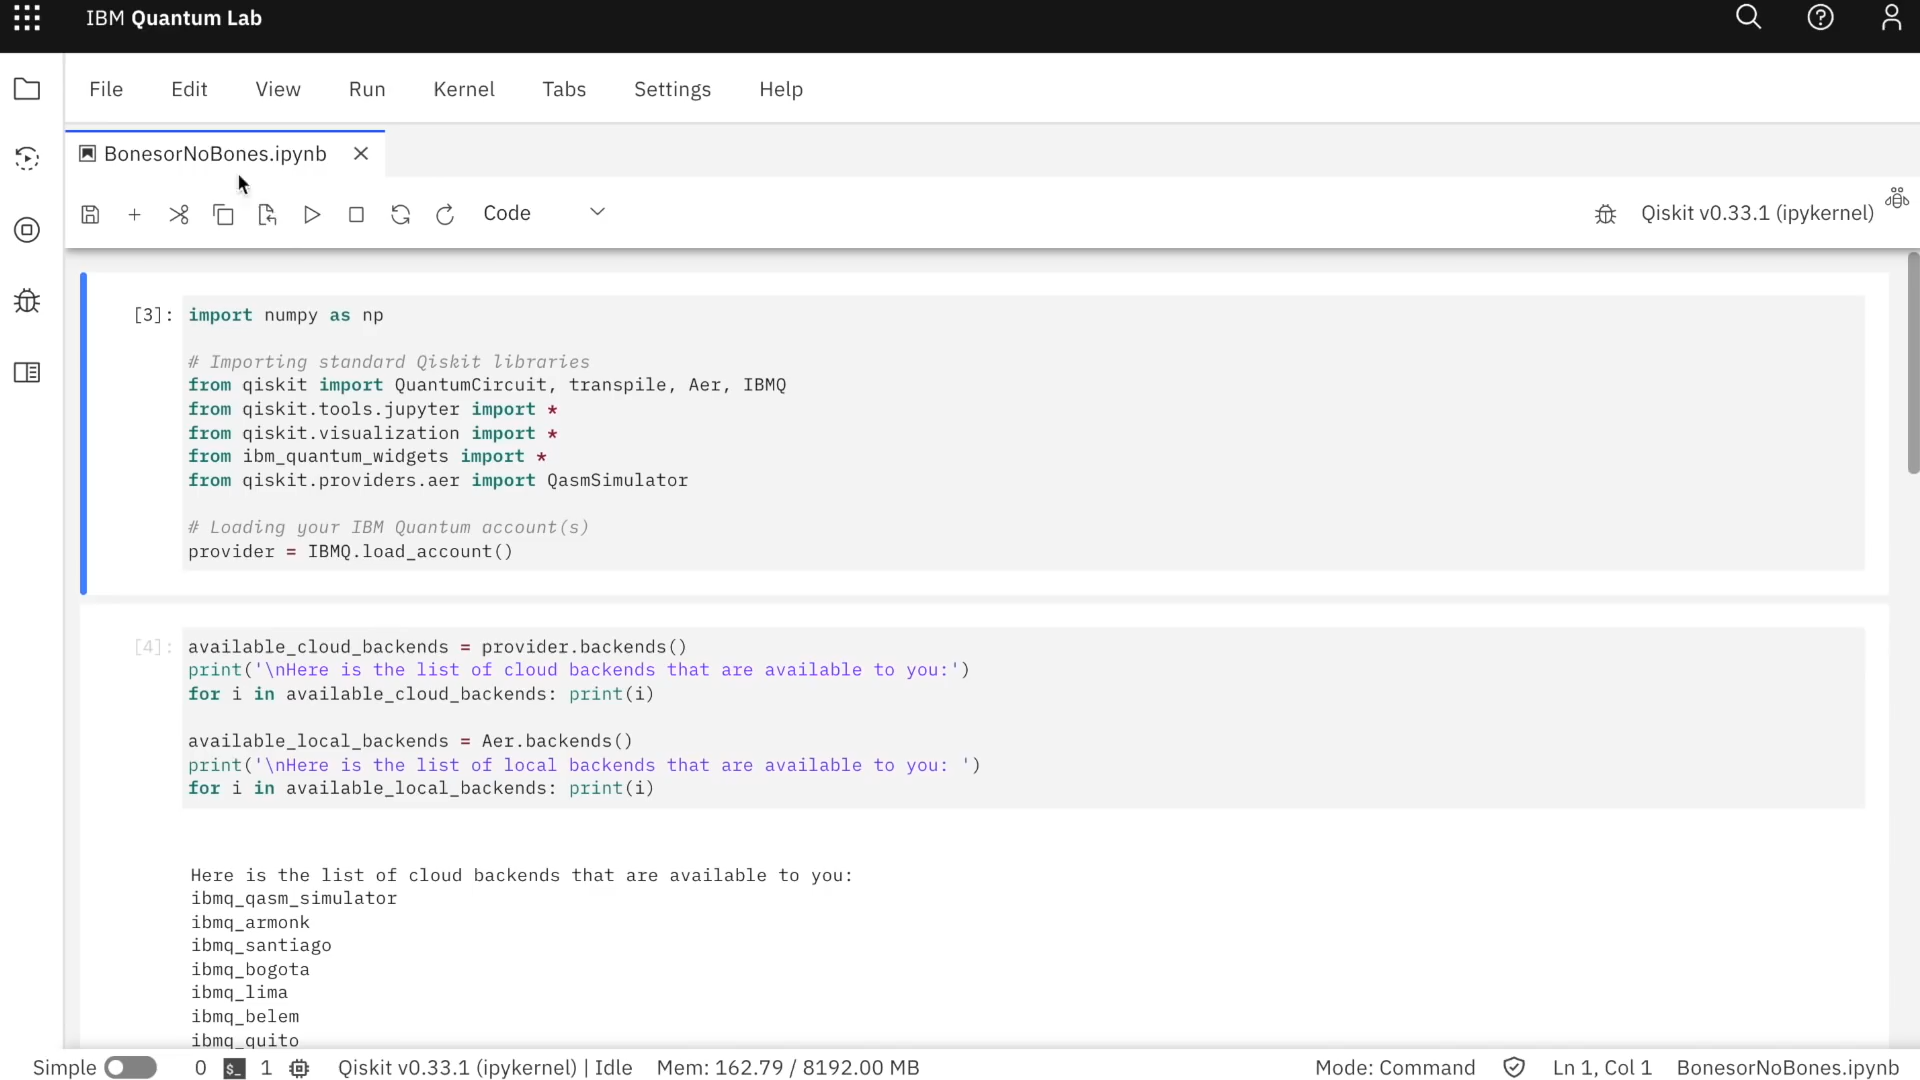 IBM Quantum Lab
File Edit View Run Kernel Tabs Settings Help
BonesorNoBones.ipynb
Code
Qiskit v0.33.1 (ipykernel)
[3]: import numpy as np
# Importing standard Qiskit libraries
from qiskit import QuantumCircuit, transpile, Aer, IBMQ
from qiskit.tools.jupyter import *
from qiskit.visualization import *
from ibm_quantum_widgets import *
from qiskit.providers.aer import QasmSimulator
# Loading your IBM Quantum account(s)
provider = IBMQ.load_account()
[4]: available_cloud_backends = provider.backends()
print('\nHere is the list of cloud backends that are available to you:')
for i in available_cloud_backends: print(i)
available_local_backends = Aer.backends()
print('\nHere is the list of local backends that are available to you: ')
for i in available_local_backends: print(i)
Here is the list of cloud backends that are available to you:
ibmq_qasm_simulator
ibmq_armonk
ibmq_santiago
ibmq_bogota
ibmq_lima
ibmq_belem
ibmq_quito
Simple 0 $_ 1 Qiskit v0.33.1 (ipykernel) | Idle Mem: 162.79 / 8192.00 MB Mode: Command Ln 1, Col 1 BonesorNoBones.ipynb